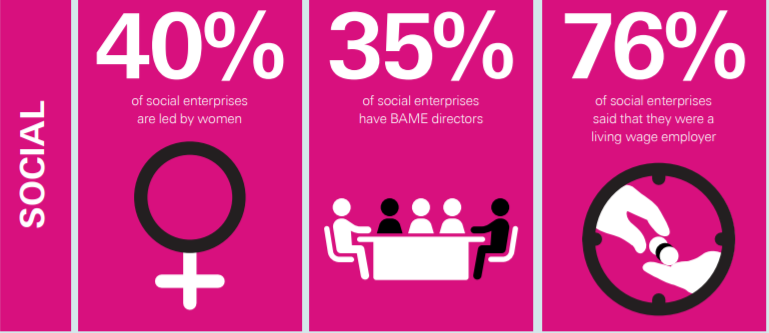 SOCIAL
40%
of social enterprises
are led by women
35%
of social enterprises
have BAME directors
76%
of social enterprises
said that they were a
living wage employer